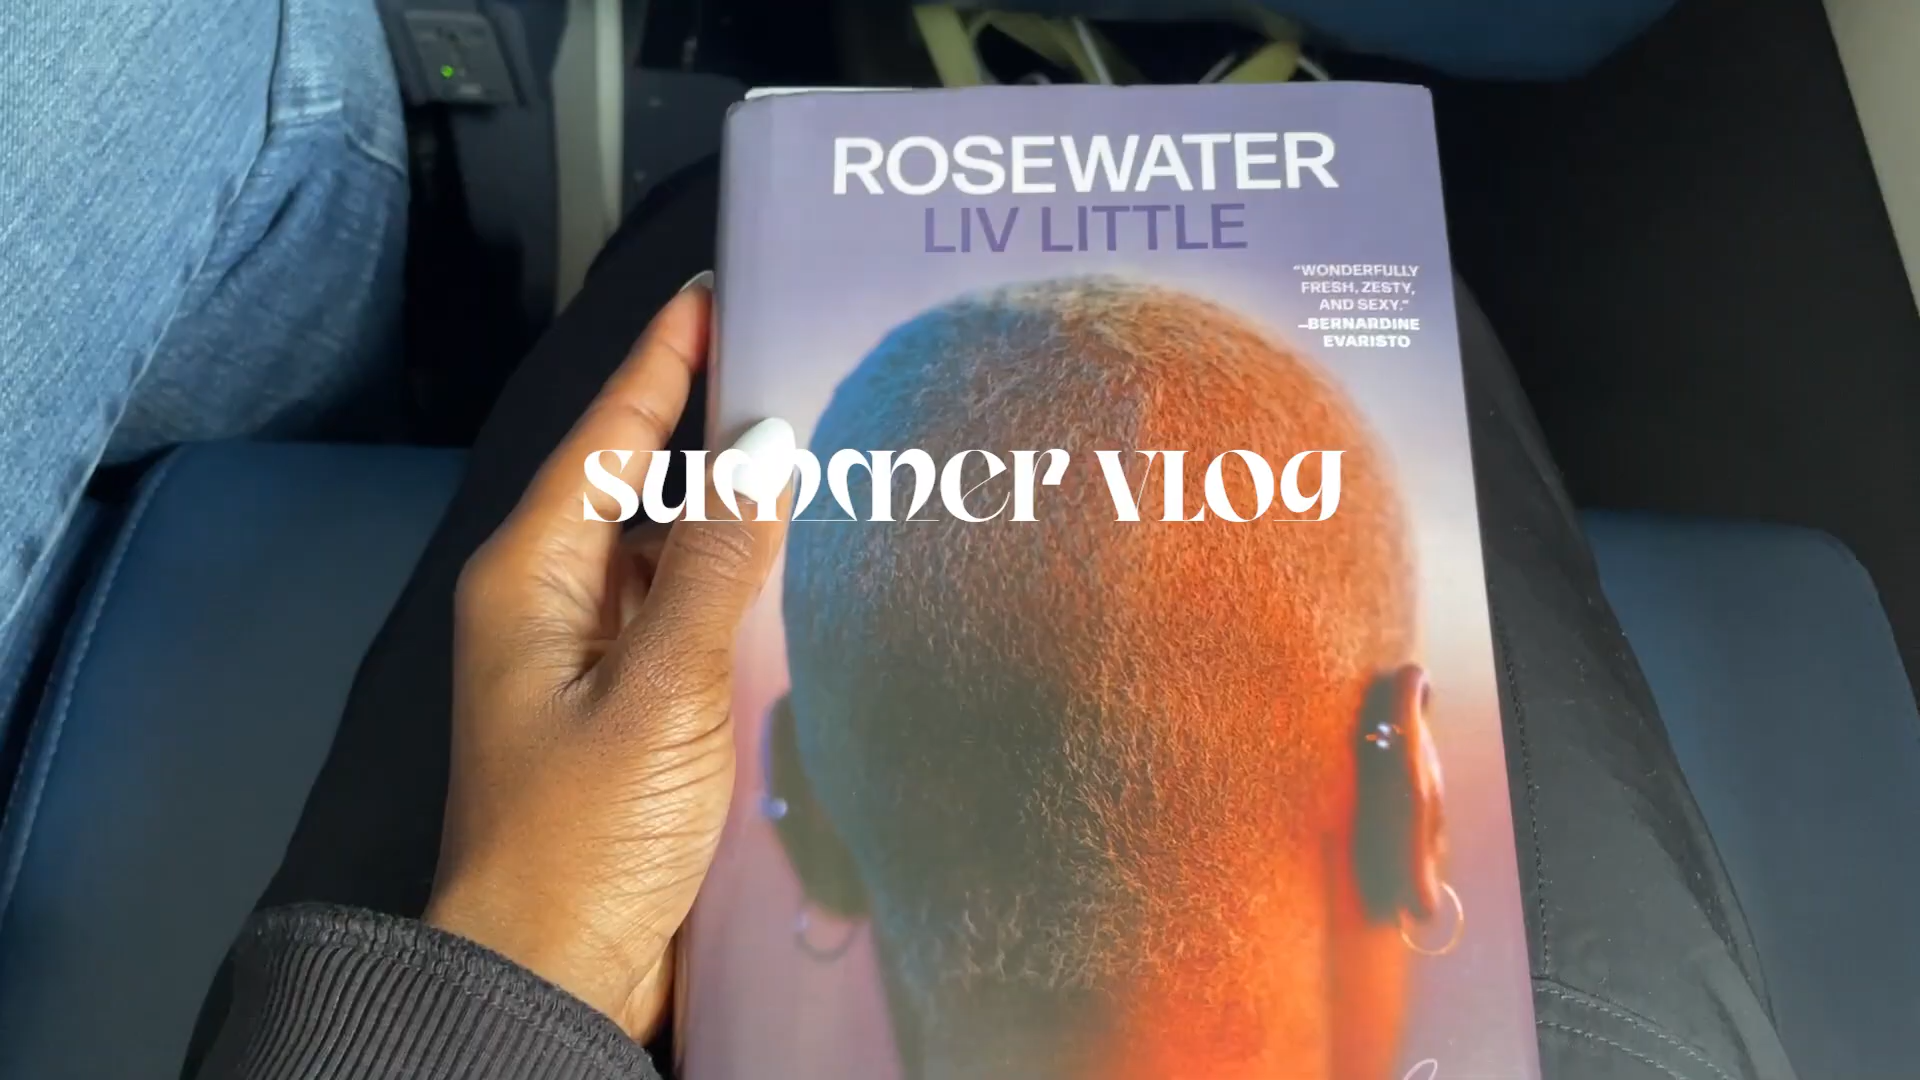 ROSEWATER
LIV LITTLE
“WONDERFULLY
FRESH, ZESTY,
AND SEXY.”
—BERNARDINE
EVARISTO
summer vlog